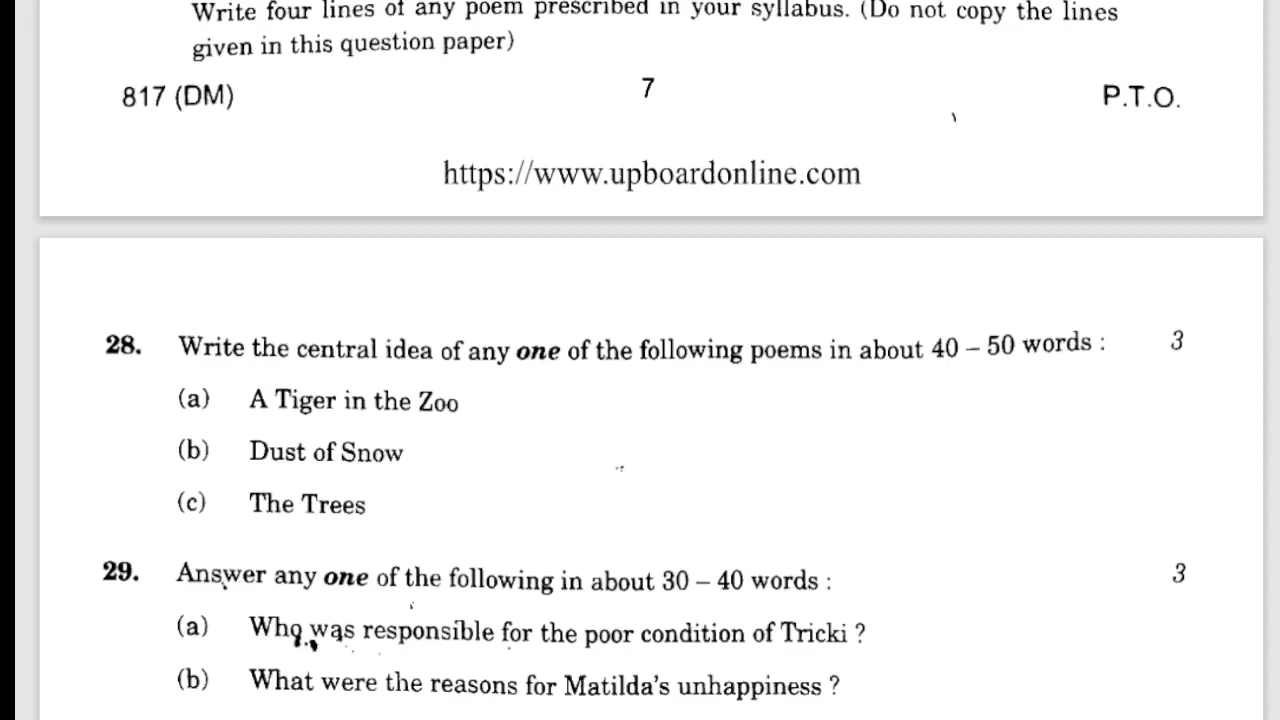 Write four lines of any poem prescribed in your syllabus. (Do not copy the lines
given in this question paper)
817 (DM) 7 P.T.O.
https://www.upboardonline.com
28. Write the central idea of any one of the following poems in about 40 – 50 words : 3
(a) A Tiger in the Zoo
(b) Dust of Snow
(c) The Trees
29. Answer any one of the following in about 30 – 40 words : 3
(a) Who was responsible for the poor condition of Tricki ?
(b) What were the reasons for Matilda's unhappiness ?